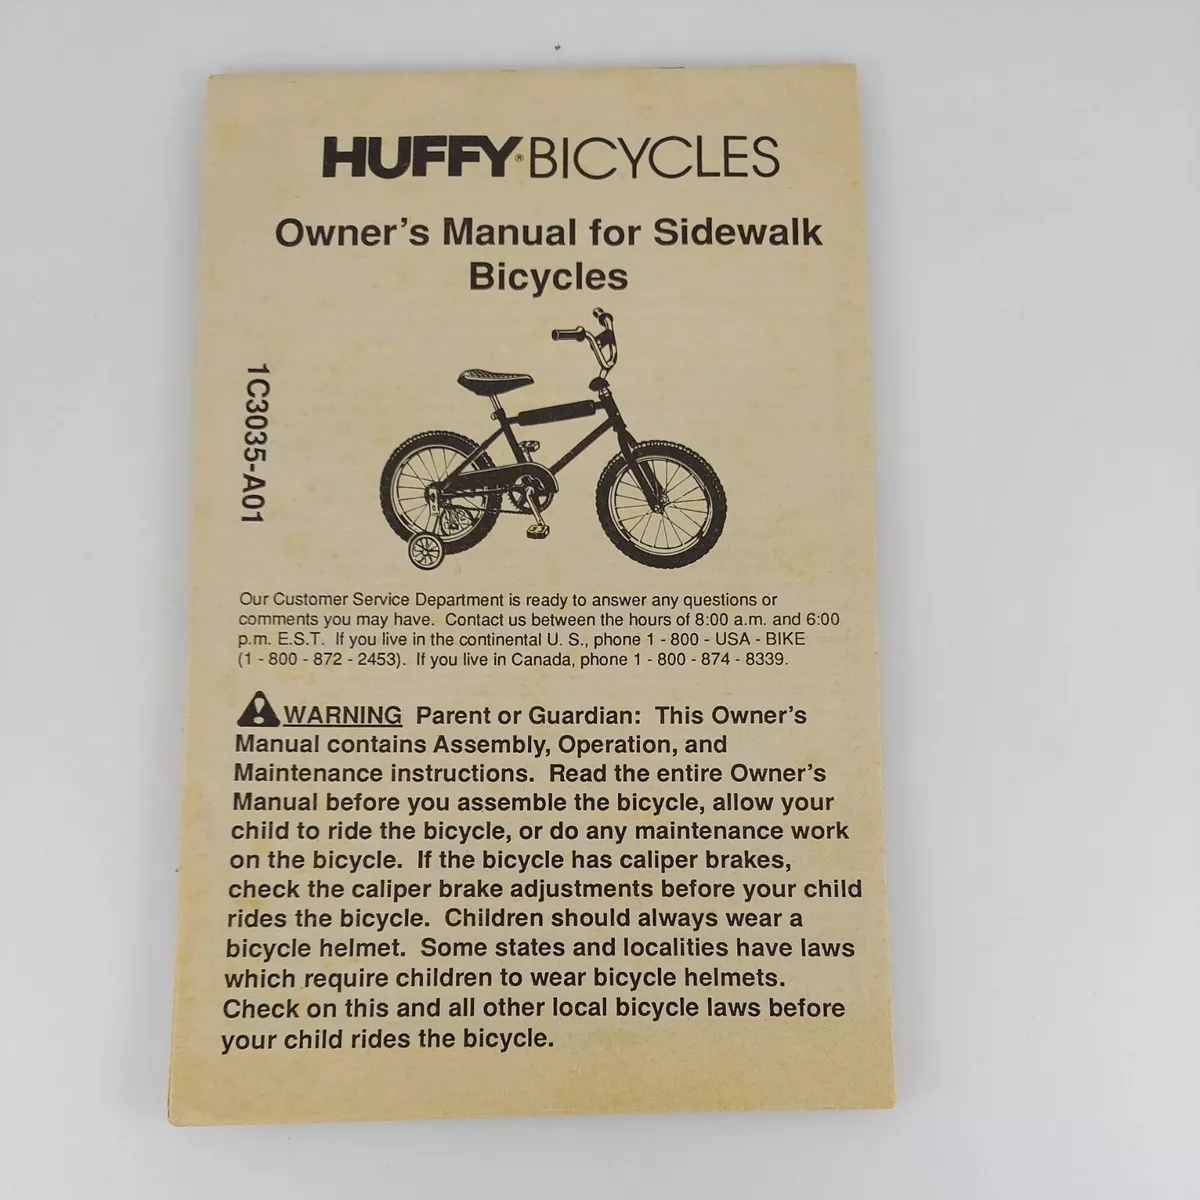 HUFFY® BICYCLES
Owner's Manual for Sidewalk
Bicycles
1C3035-A01
Our Customer Service Department is ready to answer any questions or
comments you may have. Contact us between the hours of 8:00 a.m. and 6:00
p.m. E.S.T. If you live in the continental U. S., phone 1 - 800 - USA - BIKE
(1 - 800 - 872 - 2453). If you live in Canada, phone 1 - 800 - 874 - 8339.
WARNING Parent or Guardian: This Owner's
Manual contains Assembly, Operation, and
Maintenance instructions. Read the entire Owner's
Manual before you assemble the bicycle, allow your
child to ride the bicycle, or do any maintenance work
on the bicycle. If the bicycle has caliper brakes,
check the caliper brake adjustments before your child
rides the bicycle. Children should always wear a
bicycle helmet. Some states and localities have laws
which require children to wear bicycle helmets.
Check on this and all other local bicycle laws before
your child rides the bicycle.